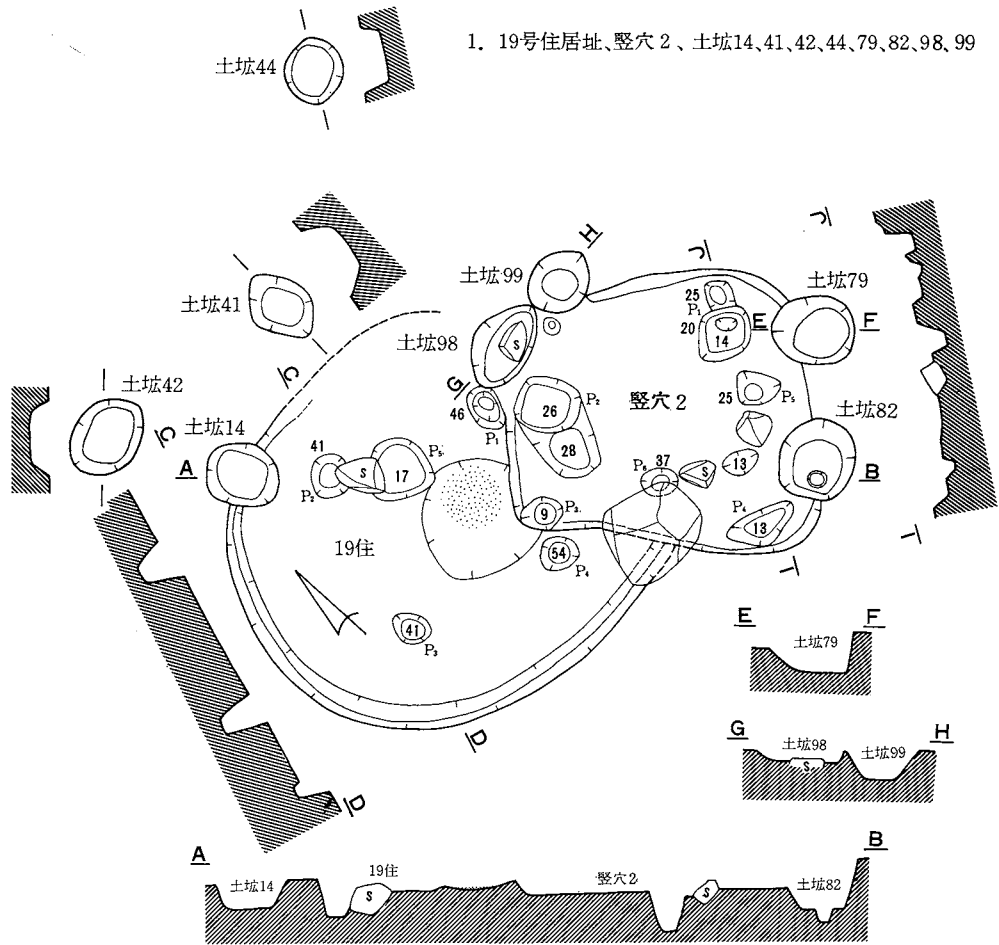 1. 19号住居址、竪穴2、土坑14,41,42,44,79,82,98,99
土坑44
H
土坑99
土坑79
25
P₁
20
14
E
F
土坑41
土坑98
S
G
46
P₁
C
土坑42
C
土坑14
A
26
P₂
竪穴2
25
P₅
土坑82
28
41
P₂
S
17
P₅
37
P₆
S
13
B
9
P₃
P₄
13
54
P₄
19住
41
P₃
D
D
E
F
土坑79
G
H
土坑98
土坑99
S
A
B
土坑14
19住
S
竪穴2
S
土坑82